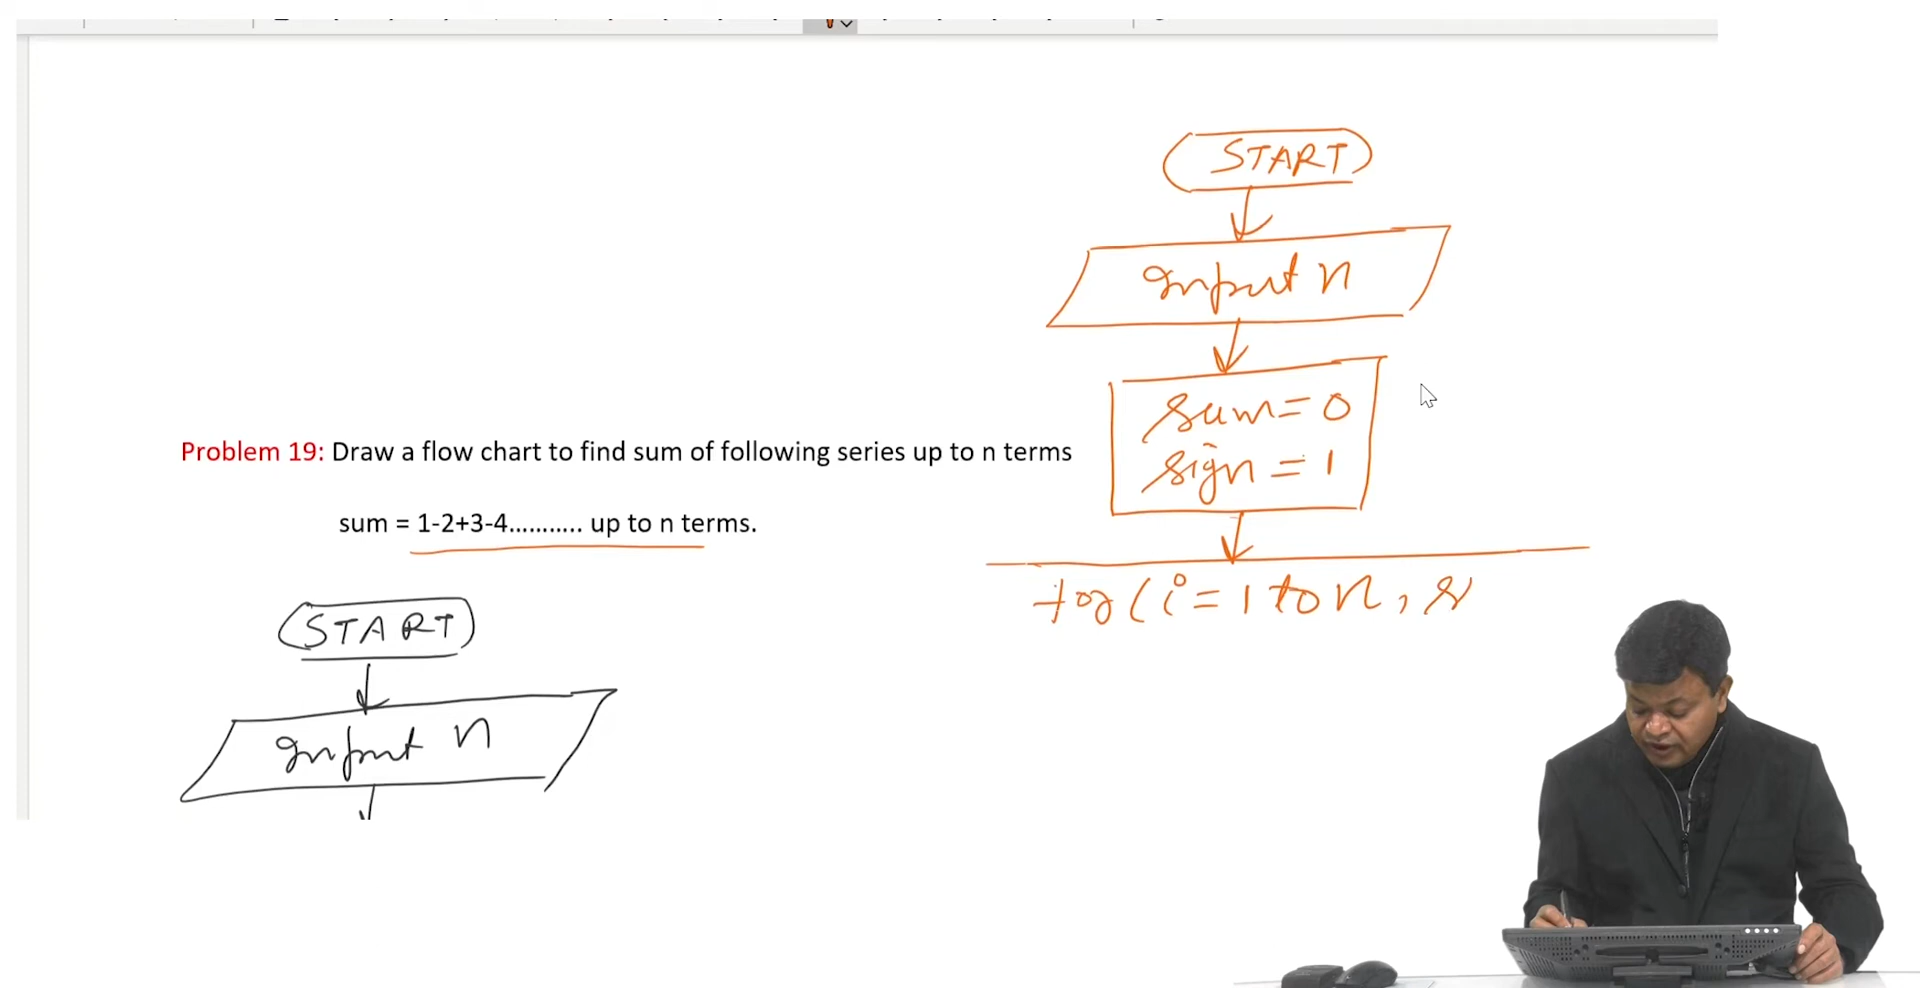 START
Input n
sum = 0
sign = 1
for (i = 1 to n, s
Problem 19: Draw a flow chart to find sum of following series up to n terms
sum = 1-2+3-4........... up to n terms.
START
Input n